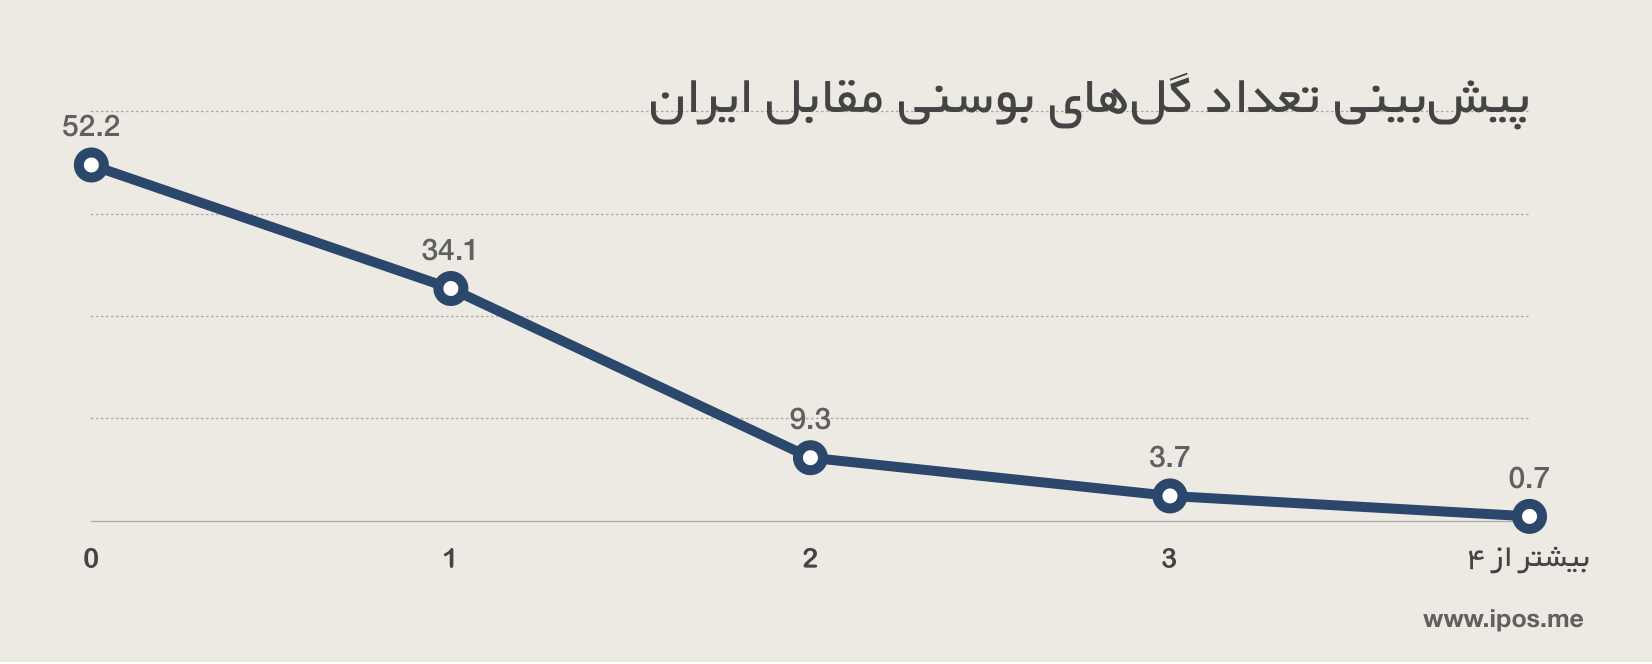 پیش‌بینی تعداد گل‌های بوسنی مقابل ایران
52.2
34.1
9.3
3.7
0.7
0 1 2 3 بیشتر از ۴
www.ipos.me